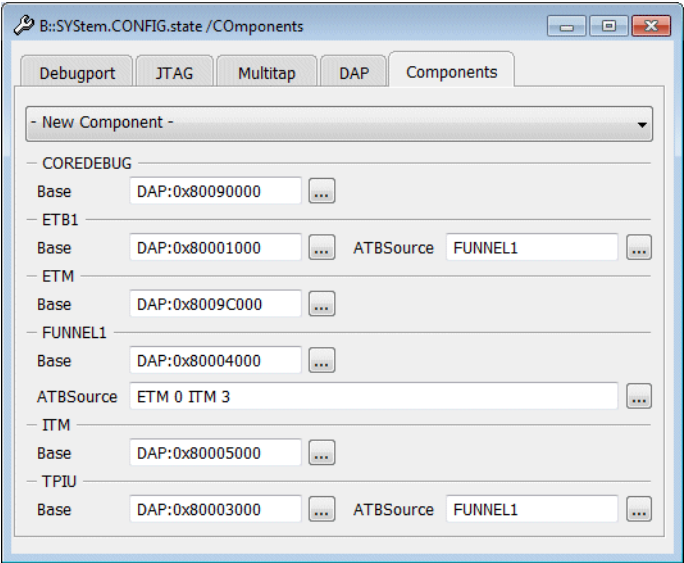 B::SYStem.CONFIG.state /COmponents
Debugport JTAG Multitap DAP Components
- New Component -
COREDEBUG
Base DAP:0x80090000 ...
ETB1
Base DAP:0x80001000 ... ATBSource FUNNEL1 ...
ETM
Base DAP:0x8009C000 ...
FUNNEL1
Base DAP:0x80004000 ...
ATBSource ETM 0 ITM 3 ...
ITM
Base DAP:0x80005000 ...
TPIU
Base DAP:0x80003000 ... ATBSource FUNNEL1 ...